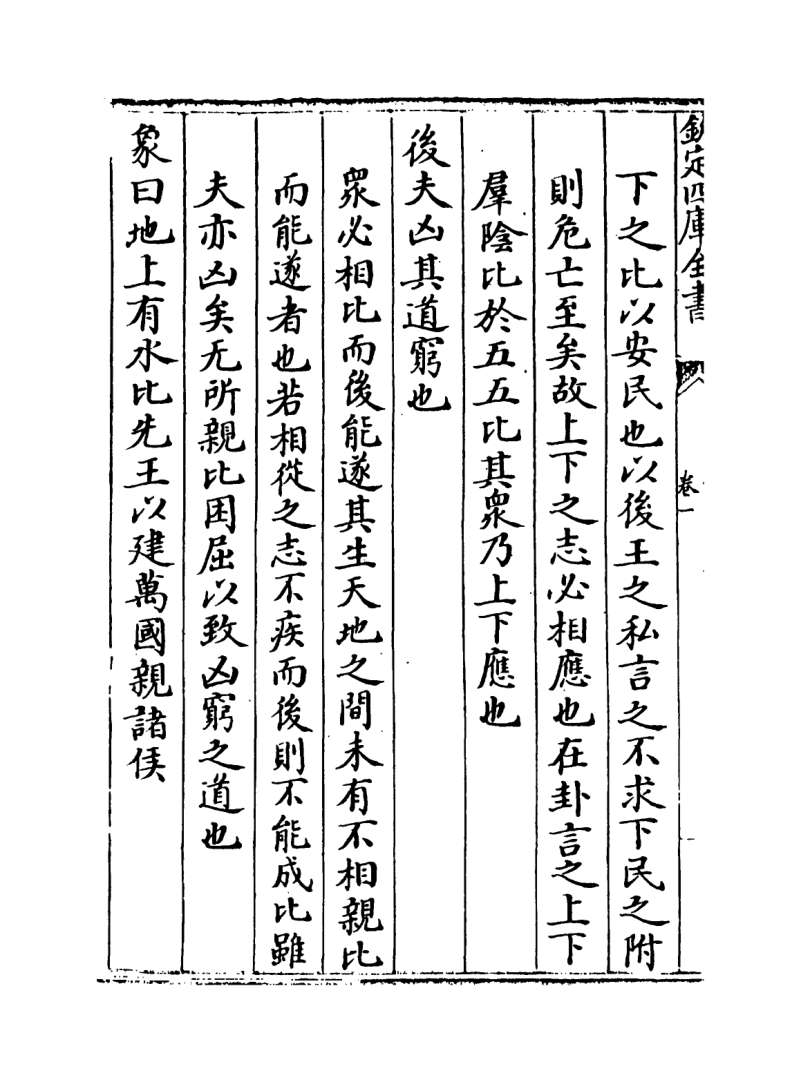 欽定四庫全書
卷一
下之比以安民也以後王之私言之不求下民之附
則危亡至矣故上下之志必相應也在卦言之上下
羣陰比於五五比其衆乃上下應也
後夫凶其道窮也
衆必相比而後能遂其生天地之間未有不相親比
而能遂者也若相從之志不疾而後則不能成比雖
夫亦凶矣无所親比困屈以致凶窮之道也
象曰地上有水比先王以建萬國親諸侯